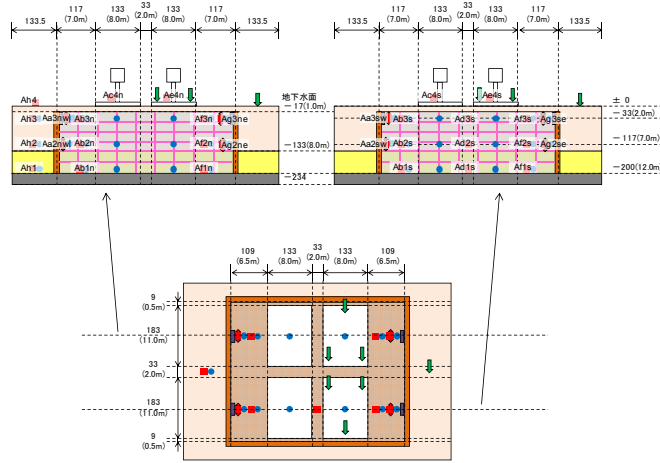 33
117 133 (2.0m) 133 117
133.5 (7.0m) (8.0m) (8.0m) (7.0m) 133.5
Ac4n Ae4n
Ah4
地下水面
－17(1.0m)
Ah3 Aa3nw Ab3n Af3n Ag3ne
Ah2 Aa2nw Ab2n Af2n Ag2ne
－133(8.0m)
Ah1 Ab1n Af1n
－234
33
117 133 (2.0m) 133 117
133.5 (7.0m) (8.0m) (8.0m) (7.0m) 133.5
Ac4s Ae4s
± 0
Aa3sw Ab3s Ad3s Af3s Ag3se
－33(2.0m)
Aa2sw Ab2s Ad2s Af2s Ag2se
－117(7.0m)
Ab1s Ad1s Af1s
－200(12.0m)
33
109 133 (2.0m) 133 109
(6.5m) (8.0m) (8.0m) (6.5m)
9
(0.5m)
183
(11.0m)
33
(2.0m)
183
(11.0m)
9
(0.5m)